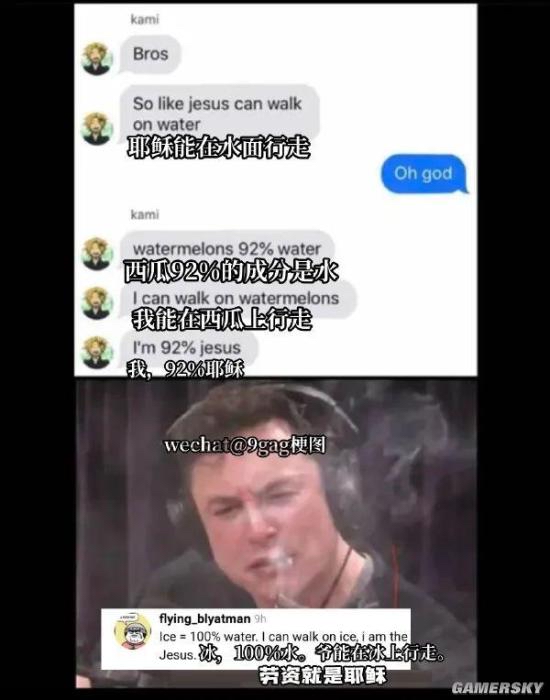 kami
Bros
So like jesus can walk
on water
耶稣能在水面行走
Oh god
kami
watermelons 92% water
西瓜92%的成分是水
I can walk on watermelons
我能在西瓜上行走
I'm 92% jesus
我，92%耶稣
wechat@9gag梗图
flying_blyatman 9h
Ice = 100% water. I can walk on ice, i am the
Jesus.
冰，100%水。爷能在冰上行走。
劳资就是耶稣
GAMERSKY